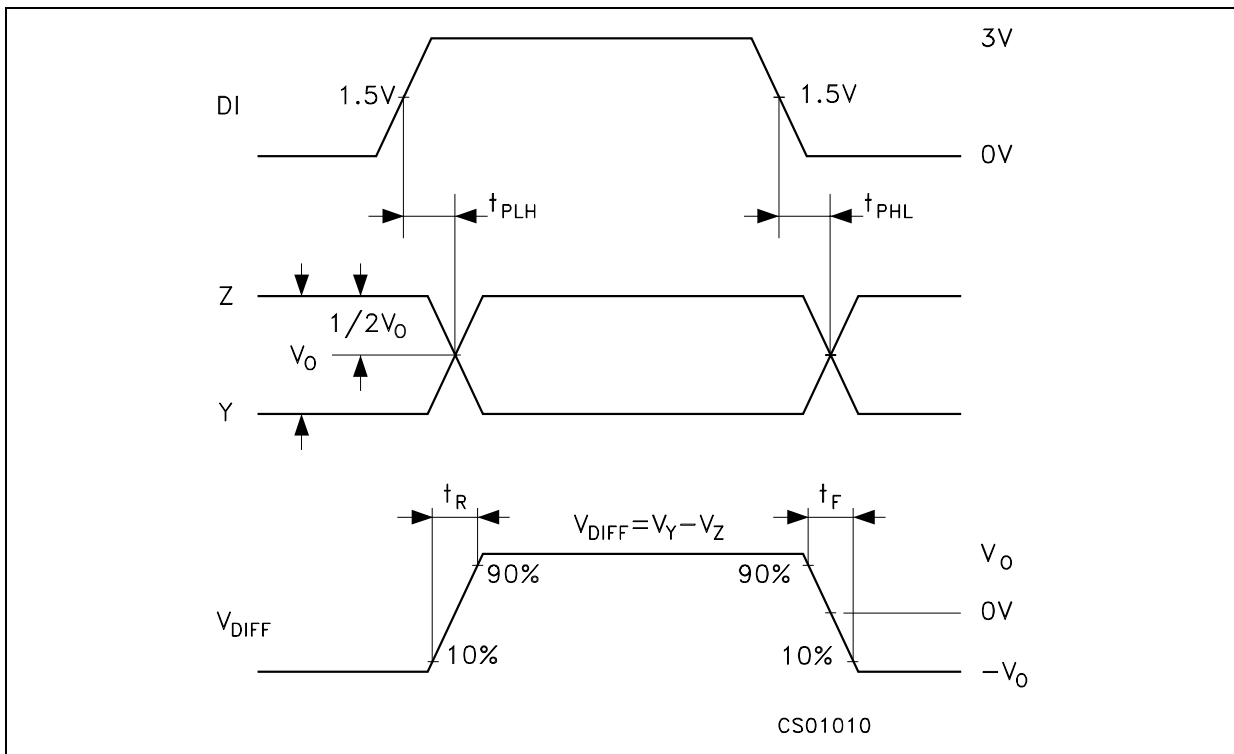 3V
1.5V
1.5V
DI
0V
tPLH
tPHL
Z
1/2VO
VO
Y
tR
tF
VDIFF=VY−VZ
VO
90%
90%
0V
VDIFF
10%
10%
−VO
CS01010